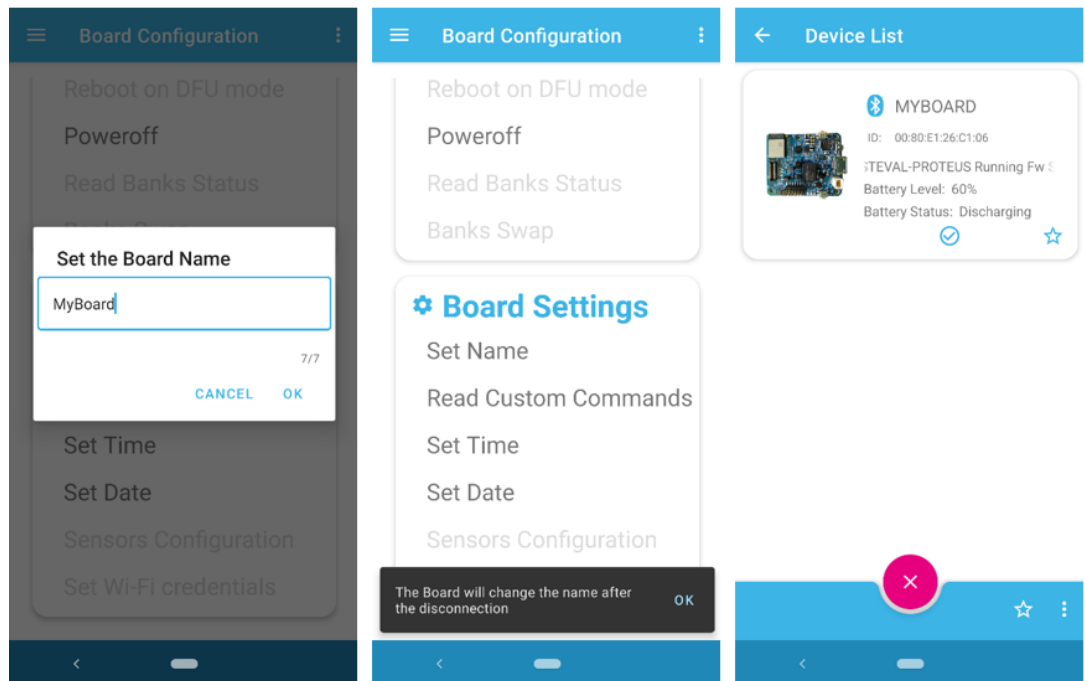 Board Configuration
Reboot on DFU mode
Poweroff
Read Banks Status
Set the Board Name
MyBoard
7/7
CANCEL OK
Set Time
Set Date
Sensors Configuration
Set Wi-Fi credentials
Board Configuration
Reboot on DFU mode
Poweroff
Read Banks Status
Banks Swap
Board Settings
Set Name
Read Custom Commands
Set Time
Set Date
Sensors Configuration
The Board will change the name after
the disconnection
OK
Device List
MYBOARD
ID: 00:80:E1:26:C1:06
STEVAL-PROTEUS Running Fw
Battery Level: 60%
Battery Status: Discharging